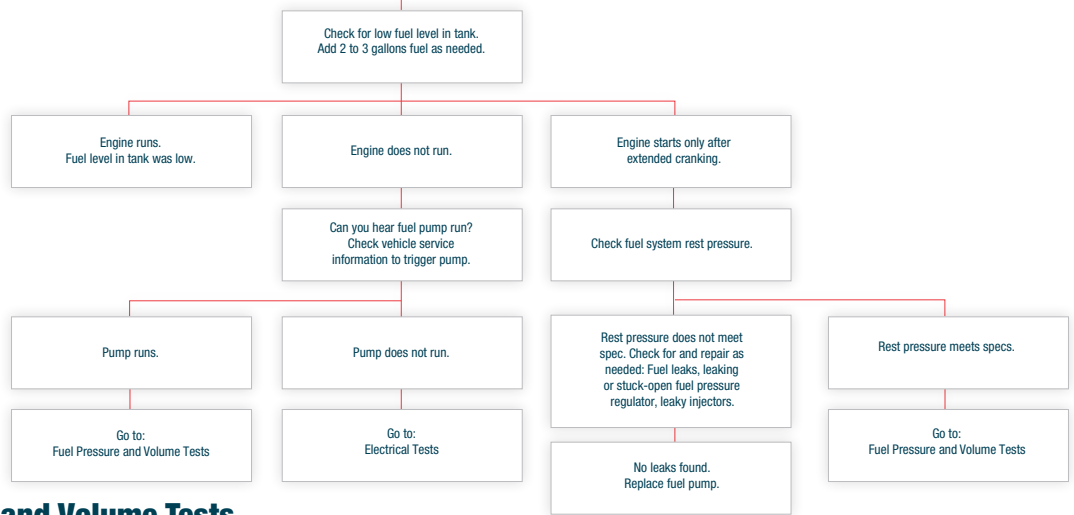 Check for low fuel level in tank.
Add 2 to 3 gallons fuel as needed.
Engine runs.
Fuel level in tank was low.
Engine does not run.
Engine starts only after
extended cranking.
Can you hear fuel pump run?
Check vehicle service
information to trigger pump.
Check fuel system rest pressure.
Pump runs.
Pump does not run.
Rest pressure does not meet
spec. Check for and repair as
needed: Fuel leaks, leaking
or stuck-open fuel pressure
regulator, leaky injectors.
Rest pressure meets specs.
Go to:
Fuel Pressure and Volume Tests
Go to:
Electrical Tests
No leaks found.
Replace fuel pump.
Go to:
Fuel Pressure and Volume Tests
and Volume Tests